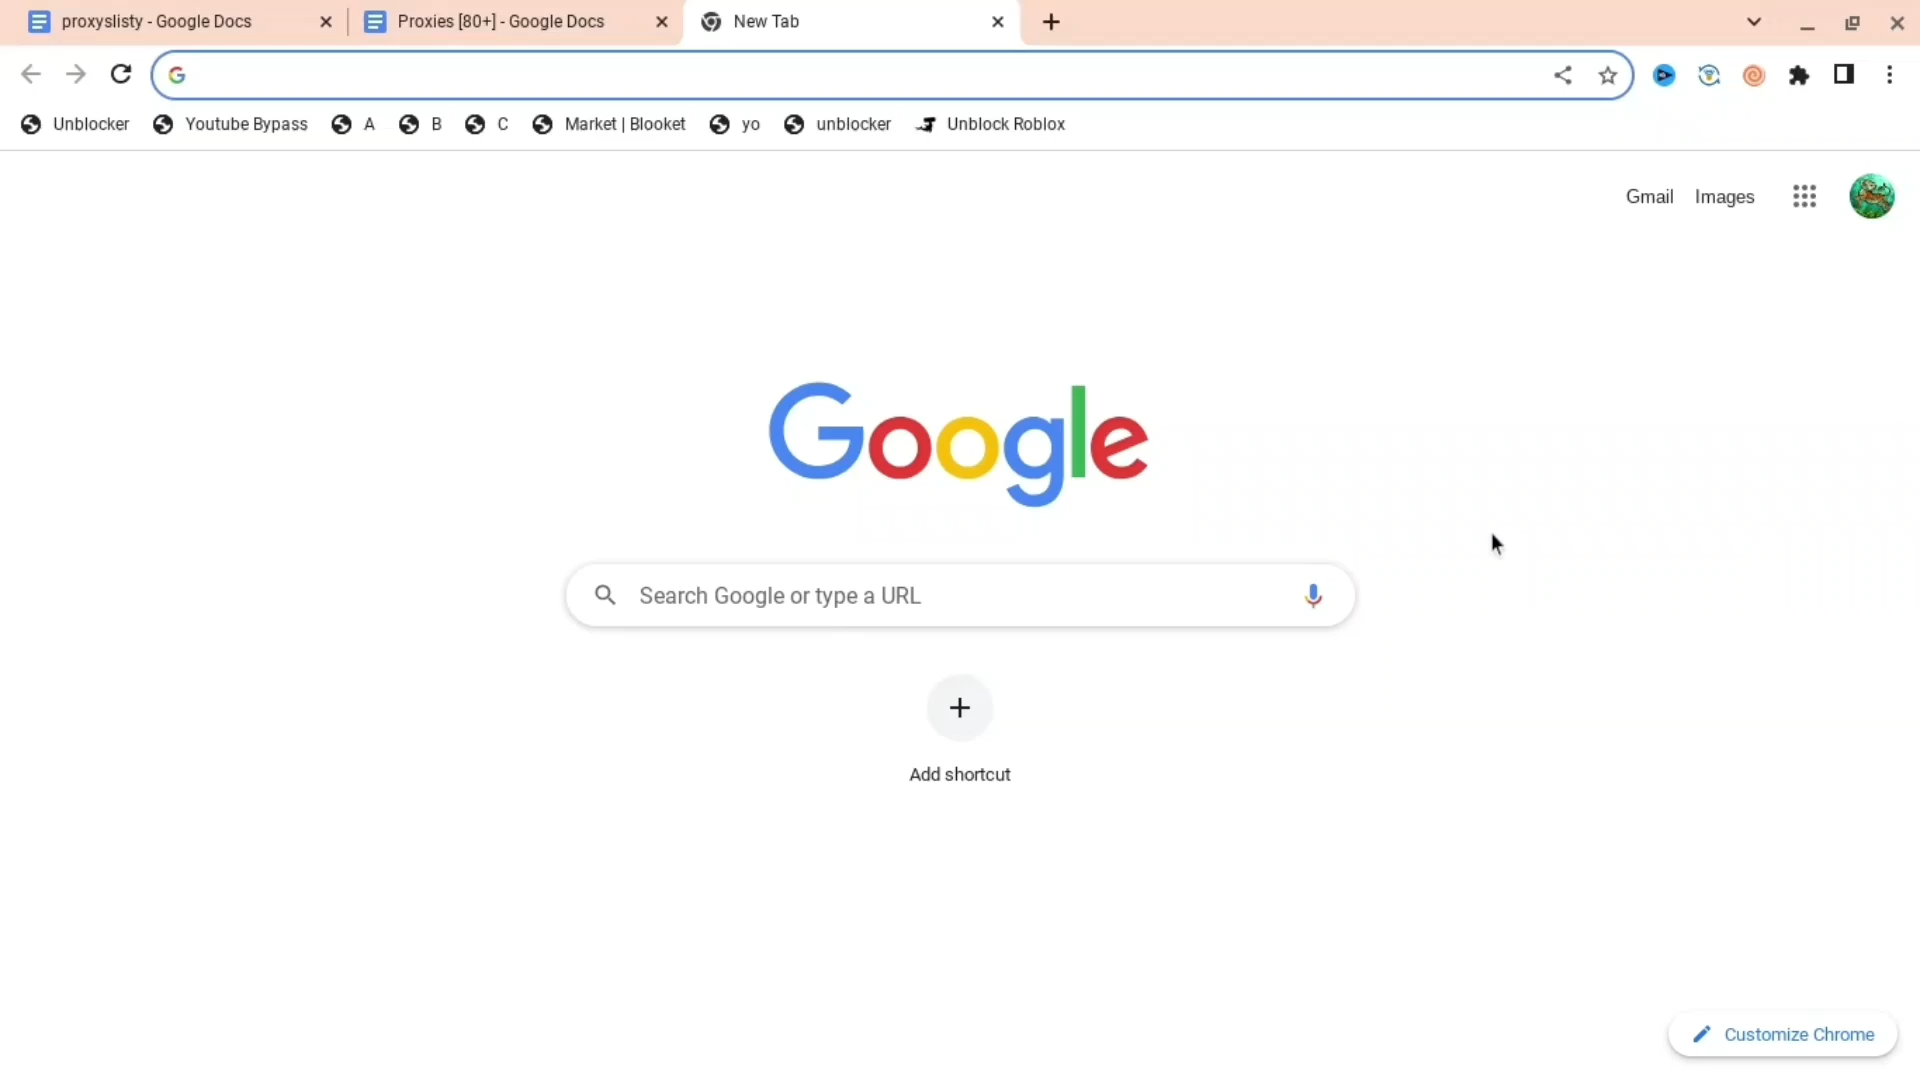 proxyslisty - Google Docs
Proxies [80+] - Google Docs
New Tab
Unblocker
Youtube Bypass
A
B
C
Market | Blooket
yo
unblocker
Unblock Roblox
Gmail
Images
Google
Search Google or type a URL
Add shortcut
Customize Chrome